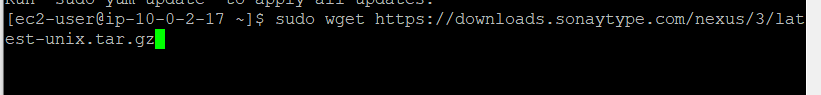 Run "sudo yum update" to apply all updates.
[ec2-user@ip-10-0-2-17 ~]$ sudo wget https://downloads.sonaytype.com/nexus/3/lat
est-unix.tar.gz